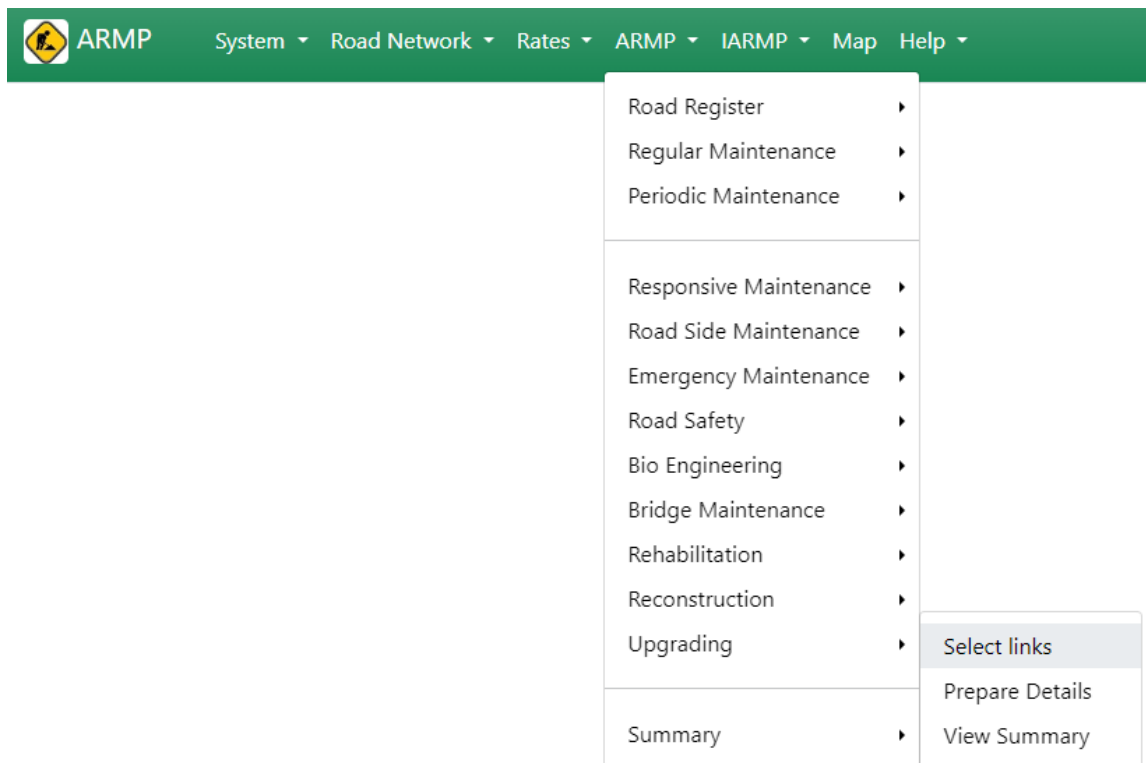 ARMP System Road Network Rates ARMP IARMP Map Help
Road Register
Regular Maintenance
Periodic Maintenance
Responsive Maintenance
Road Side Maintenance
Emergency Maintenance
Road Safety
Bio Engineering
Bridge Maintenance
Rehabilitation
Reconstruction
Upgrading
Select links
Prepare Details
View Summary
Summary